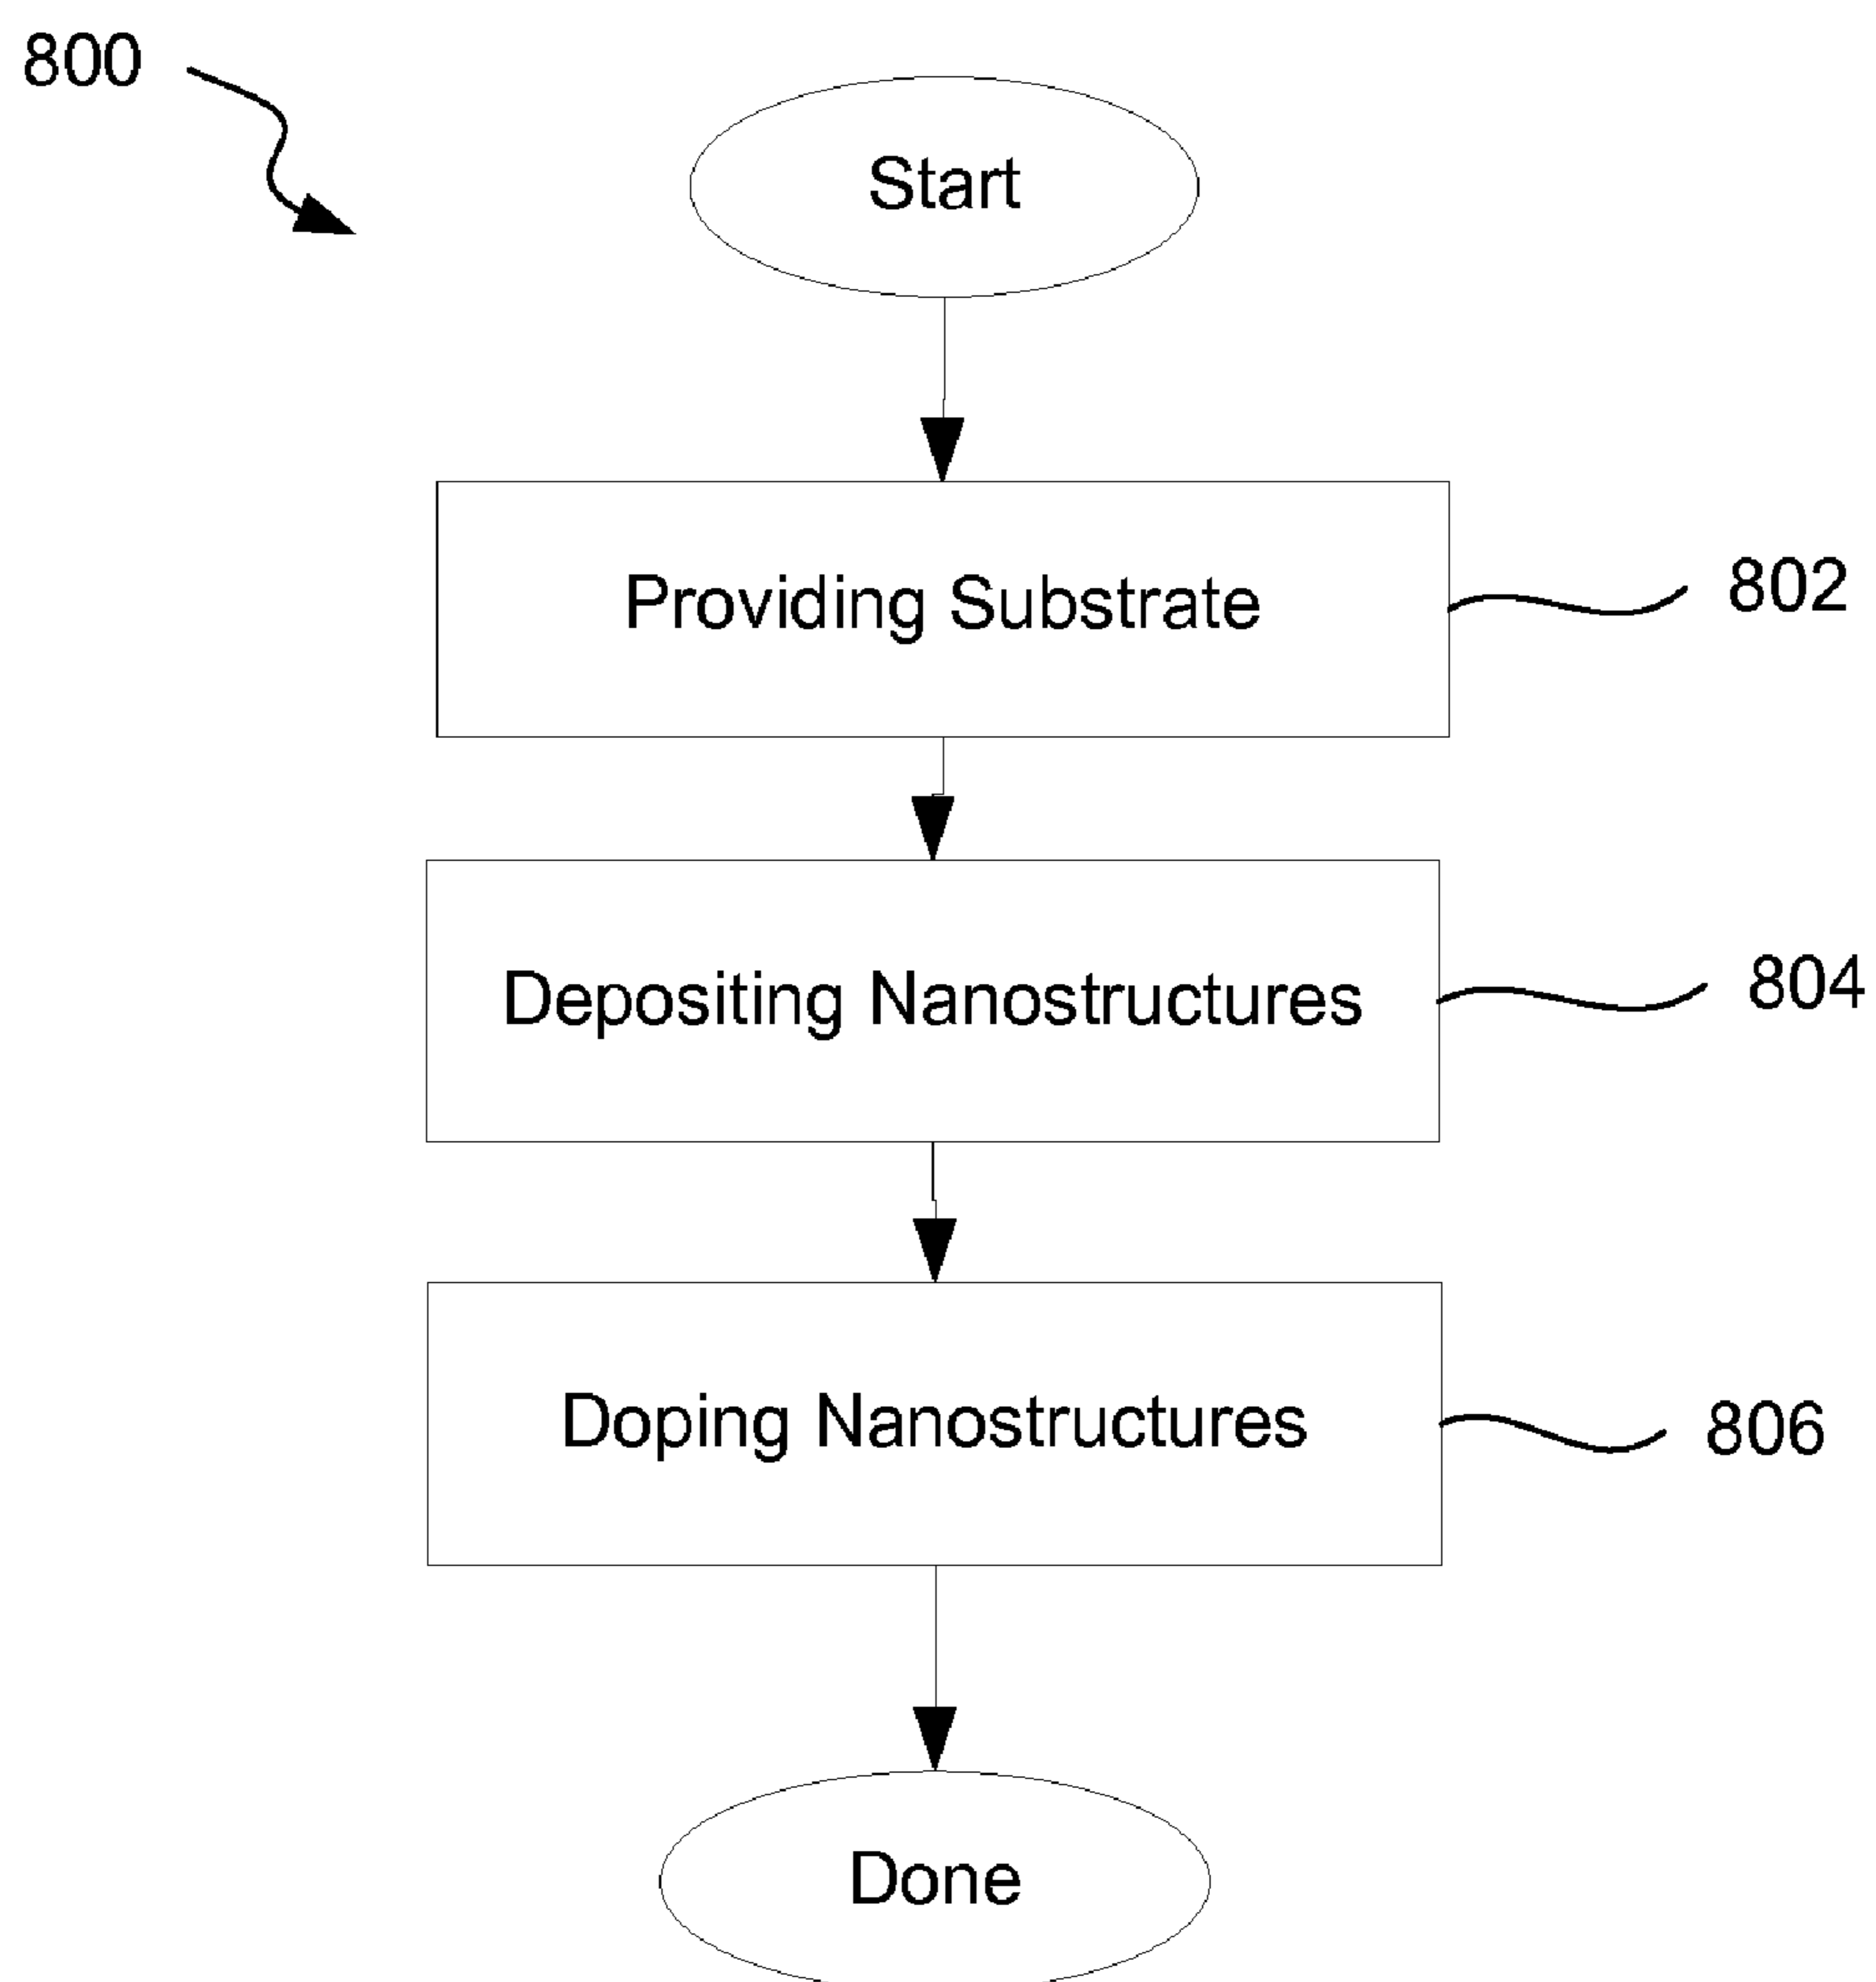 800
Start
Providing Substrate
802
Depositing Nanostructures
804
Doping Nanostructures
806
Done